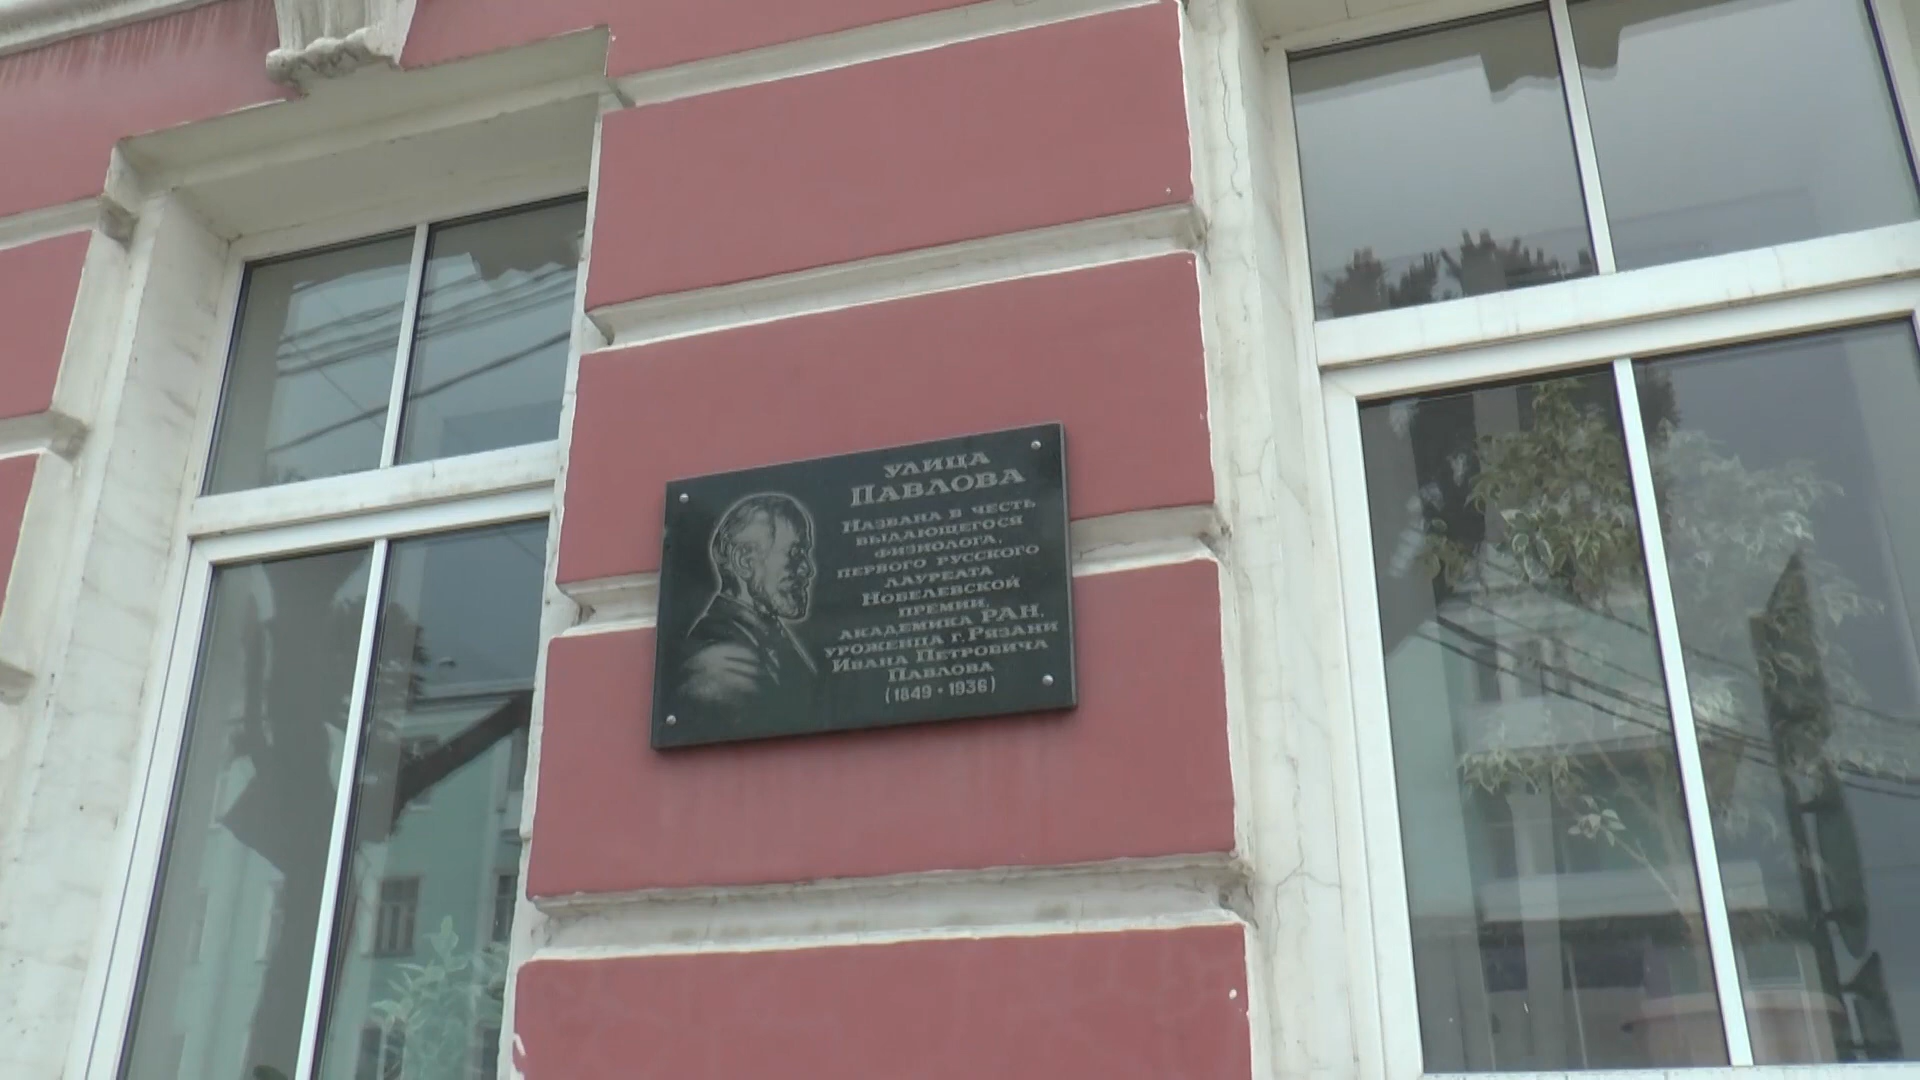 УЛИЦА
ПАВЛОВА
НАЗВАНА В ЧЕСТЬ
ВЫДАЮЩЕГОСЯ
ФИЗИОЛОГА,
ПЕРВОГО РУССКОГО
ЛАУРЕАТА
НОБЕЛЕВСКОЙ
ПРЕМИИ,
АКАДЕМИКА РАН,
УРОЖЕНЦА Г. РЯЗАНИ
ИВАНА ПЕТРОВИЧА
ПАВЛОВА
(1849 • 1936)